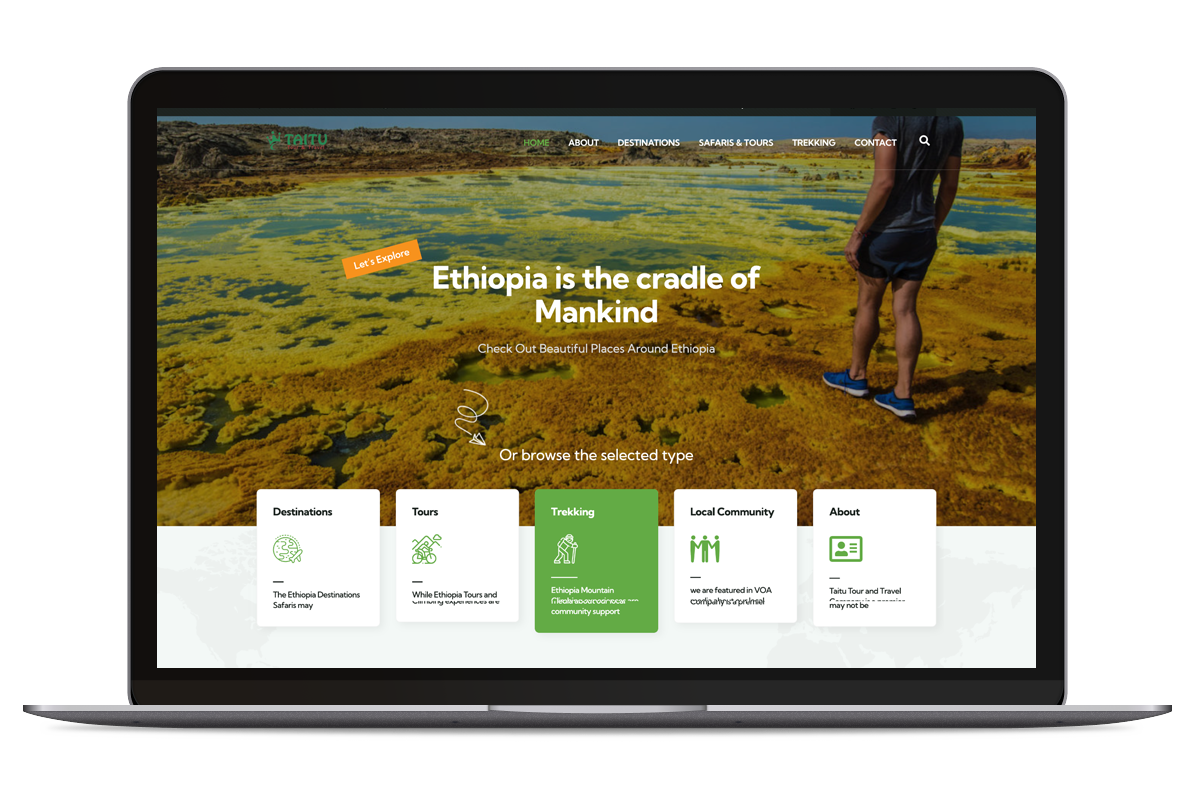 TAITU
HOME ABOUT DESTINATIONS SAFARIS & TOURS TREKKING CONTACT
Let's Explore
Ethiopia is the cradle of
Mankind
Check Out Beautiful Places Around Ethiopia
Or browse the selected type
Destinations
The Ethiopia Destinations
Safaris may
Tours
While Ethiopia Tours and
Climbing experiences are
Trekking
Ethiopia Mountain
community support
Local Community
we are featured in VOA
About
Taitu Tour and Travel
may not be